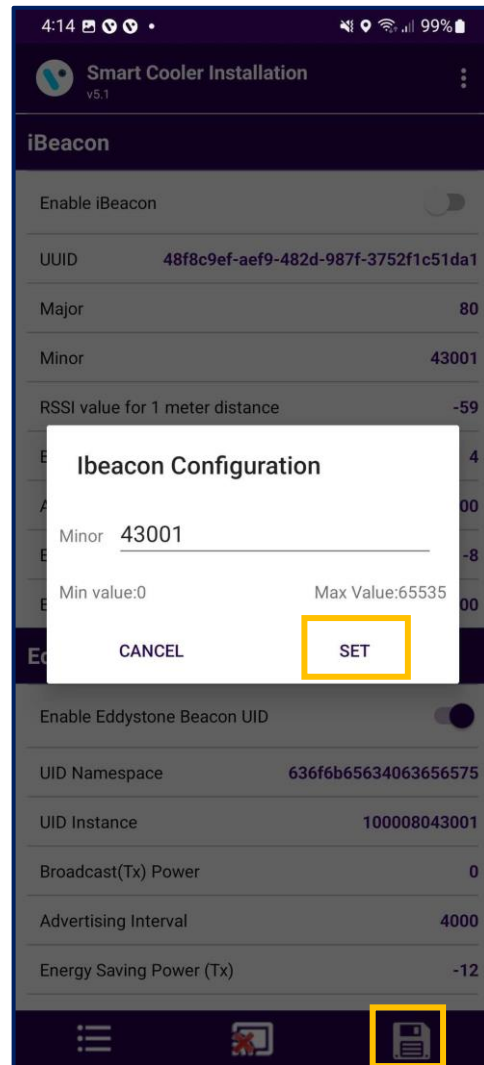 4:14 99%
Smart Cooler Installation
v5.1
iBeacon
Enable iBeacon
UUID 48f8c9ef-aef9-482d-987f-3752f1c51da1
Major 80
Minor 43001
RSSI value for 1 meter distance -59
4
Ibeacon Configuration
00
Minor 43001
-8
Min value:0 Max Value:65535
00
CANCEL SET
Enable Eddystone Beacon UID
UID Namespace 636f6b65634063656575
UID Instance 100008043001
Broadcast(Tx) Power 0
Advertising Interval 4000
Energy Saving Power (Tx) -12